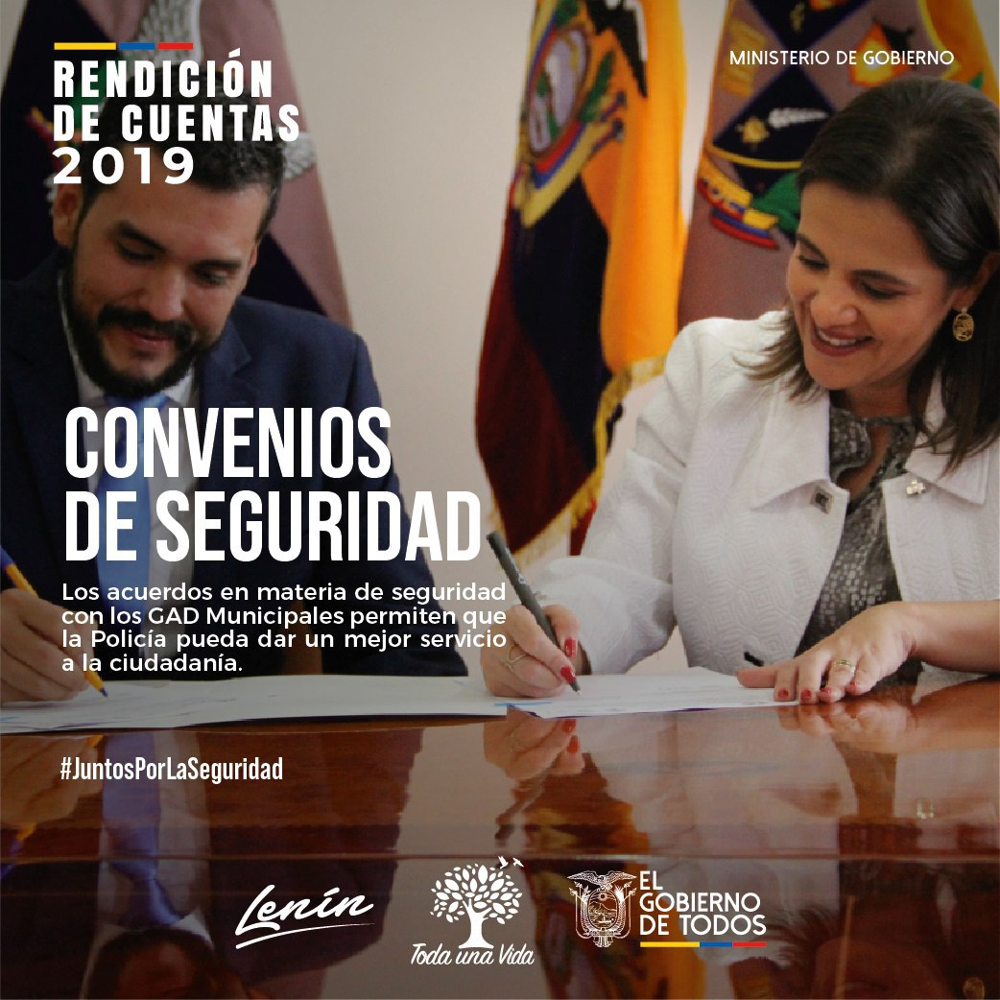 RENDICIÓN
DE CUENTAS
2019
MINISTERIO DE GOBIERNO
CONVENIOS
DE SEGURIDAD
Los acuerdos en materia de seguridad
con los GAD Municipales permiten que
la Policía pueda dar un mejor servicio
a la ciudadanía.
#JuntosPorLaSeguridad
Lenín
Toda una Vida
EL
GOBIERNO
DE TODOS